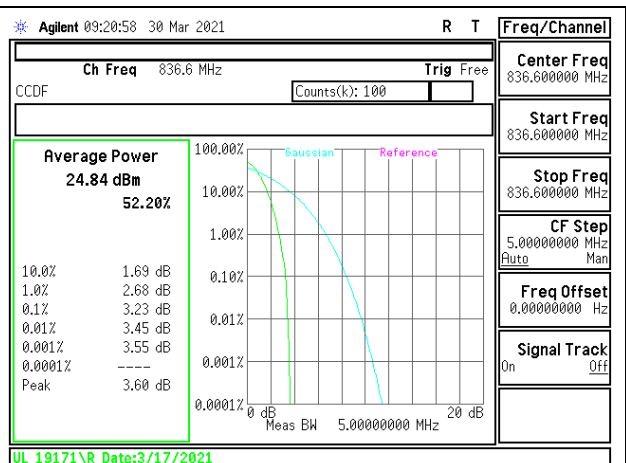 Agilent 09:20:58 30 Mar 2021 R T
Freq/Channel
Ch Freq 836.6 MHz Trig Free
CCDF Counts(k): 100
Center Freq
836.600000 MHz
Start Freq
836.600000 MHz
Stop Freq
836.600000 MHz
CF Step
5.00000000 MHz
Auto Man
Freq Offset
0.00000000 Hz
Signal Track
On Off
Average Power
24.84 dBm
52.20%
10.0% 1.69 dB
1.0% 2.68 dB
0.1% 3.23 dB
0.01% 3.45 dB
0.001% 3.55 dB
0.0001% ----
Peak 3.60 dB
Gaussian Reference
100.00%
10.00%
1.00%
0.10%
0.01%
0.001%
0.0001%
0 dB 20 dB
Meas BW 5.00000000 MHz
UL 19171\R Date:3/17/2021